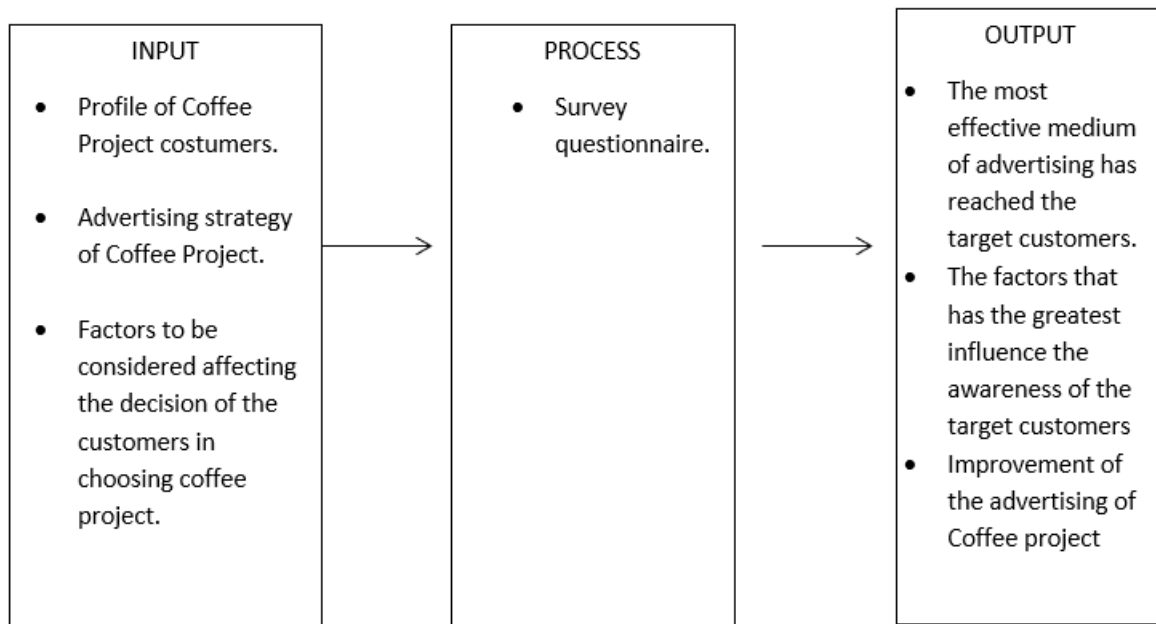 INPUT
• Profile of Coffee
Project costumers.
• Advertising strategy
of Coffee Project.
• Factors to be
considered affecting
the decision of the
customers in
choosing coffee
project.
PROCESS
• Survey
questionnaire.
OUTPUT
• The most
effective medium
of advertising has
reached the
target customers.
• The factors that
has the greatest
influence the
awareness of the
target customers
• Improvement of
the advertising of
Coffee project